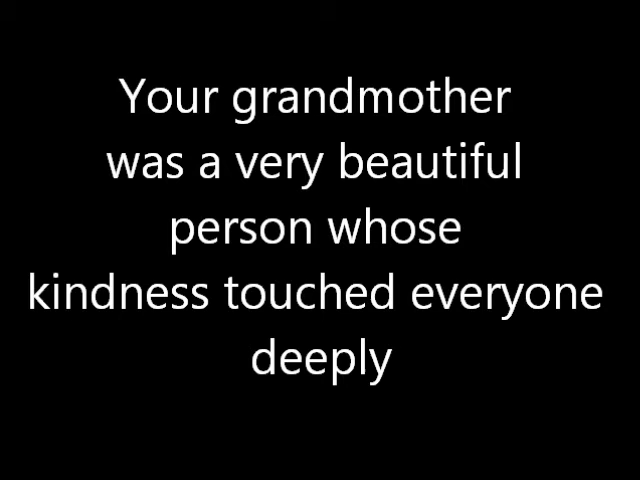 Your grandmother
was a very beautiful
person whose
kindness touched everyone
deeply